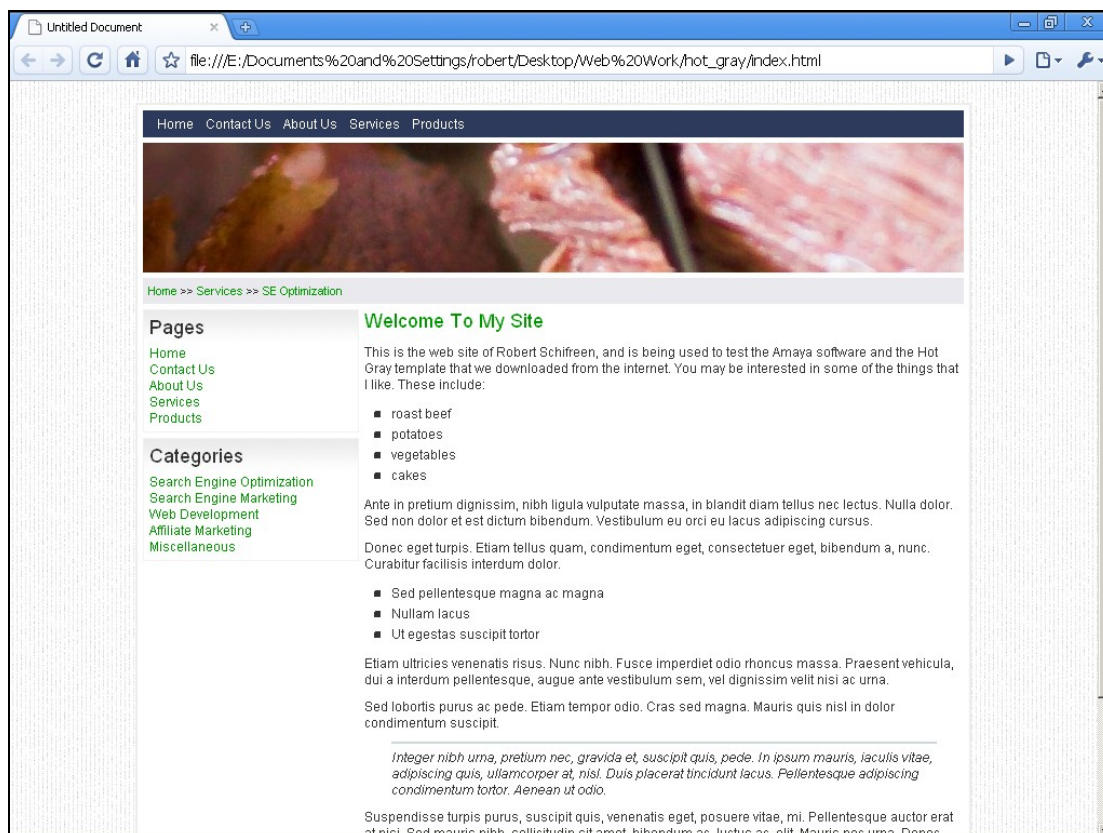 Untitled Document
file:///E:/Documents%20and%20Settings/robert/Desktop/Web%20Work/hot_gray/index.html
Home Contact Us About Us Services Products
Home >> Services >> SE Optimization
Pages
Home
Contact Us
About Us
Services
Products
Categories
Search Engine Optimization
Search Engine Marketing
Web Development
Affiliate Marketing
Miscellaneous
Welcome To My Site
This is the web site of Robert Schifreen, and is being used to test the Amaya software and the Hot
Gray template that we downloaded from the internet. You may be interested in some of the things that
I like. These include:
roast beef
potatoes
vegetables
cakes
Ante in pretium dignissim, nibh ligula vulputate massa, in blandit diam tellus nec lectus. Nulla dolor.
Sed non dolor et est dictum bibendum. Vestibulum eu orci eu lacus adipiscing cursus.
Donec eget turpis. Etiam tellus quam, condimentum eget, consectetuer eget, bibendum a, nunc.
Curabitur facilisis interdum dolor.
Sed pellentesque magna ac magna
Nullam lacus
Ut egestas suscipit tortor
Etiam ultricies venenatis risus. Nunc nibh. Fusce imperdiet odio rhoncus massa. Praesent vehicula,
dui a interdum pellentesque, augue ante vestibulum sem, vel dignissim velit nisi ac urna.
Sed lobortis purus ac pede. Etiam tempor odio. Cras sed magna. Mauris quis nisl in dolor
condimentum suscipit.
Integer nibh urna, pretium nec, gravida et, suscipit quis, pede. In ipsum mauris, iaculis vitae,
adipiscing quis, ullamcorper at, nisl. Duis placerat tincidunt lacus. Pellentesque adipiscing
condimentum tortor. Aenean ut odio.
Suspendisse turpis purus, suscipit quis, venenatis eget, posuere vitae, mi. Pellentesque auctor erat